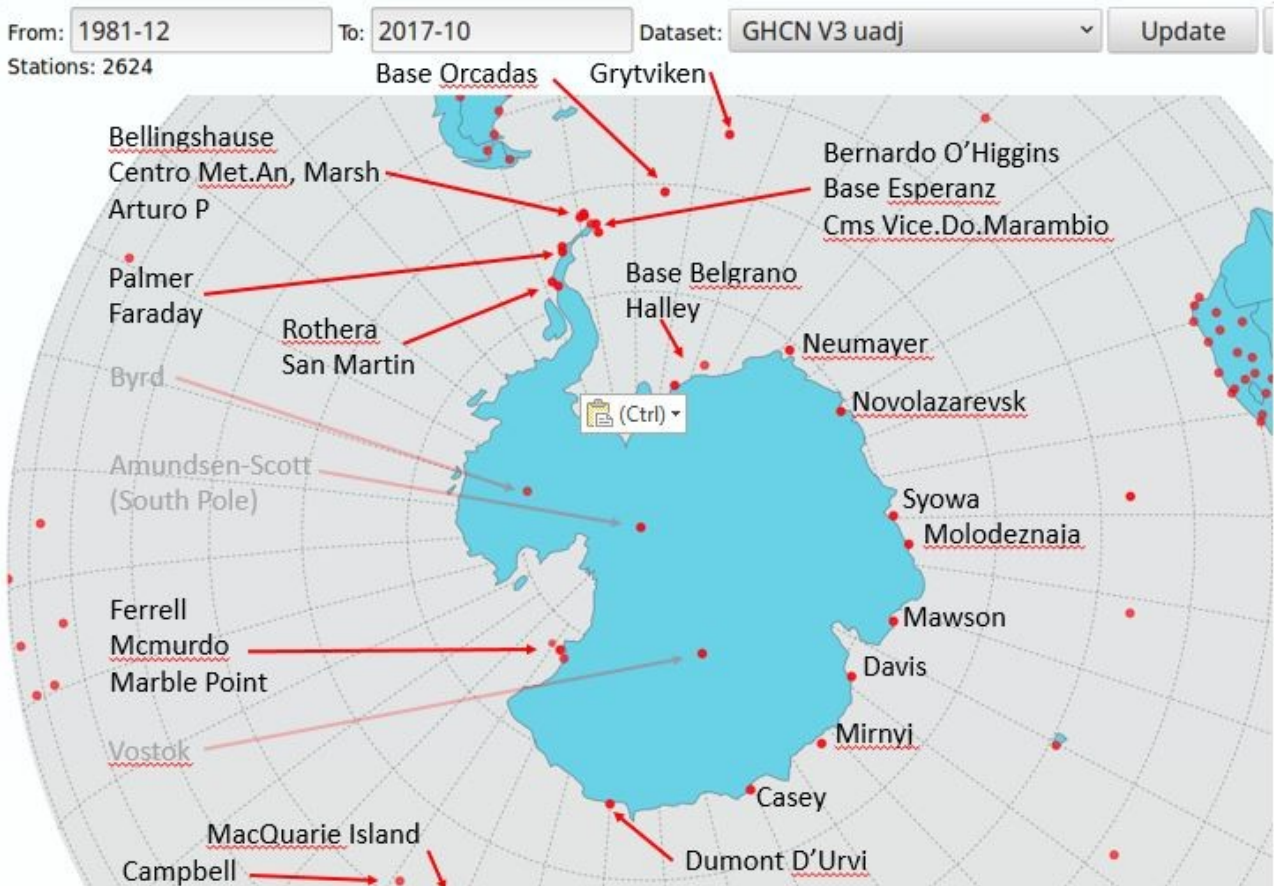 From: 1981-12 To: 2017-10 Dataset: GHCN V3 uadj Update
Stations: 2624
Base Orcadas
Grytviken
Bellingshause
Centro Met.An, Marsh
Arturo P
Bernardo O'Higgins
Base Esperanz
Cms Vice.Do.Marambio
Palmer
Faraday
Base Belgrano
Halley
Rothera
San Martin
Neumayer
Byrd
Novolazarevsk
(Ctrl)
Amundsen-Scott
(South Pole)
Syowa
Molodeznaja
Ferrell
Mcmurdo
Marble Point
Mawson
Davis
Vostok
Mirnyj
Casey
MacQuarie Island
Campbell
Dumont D'Urvi